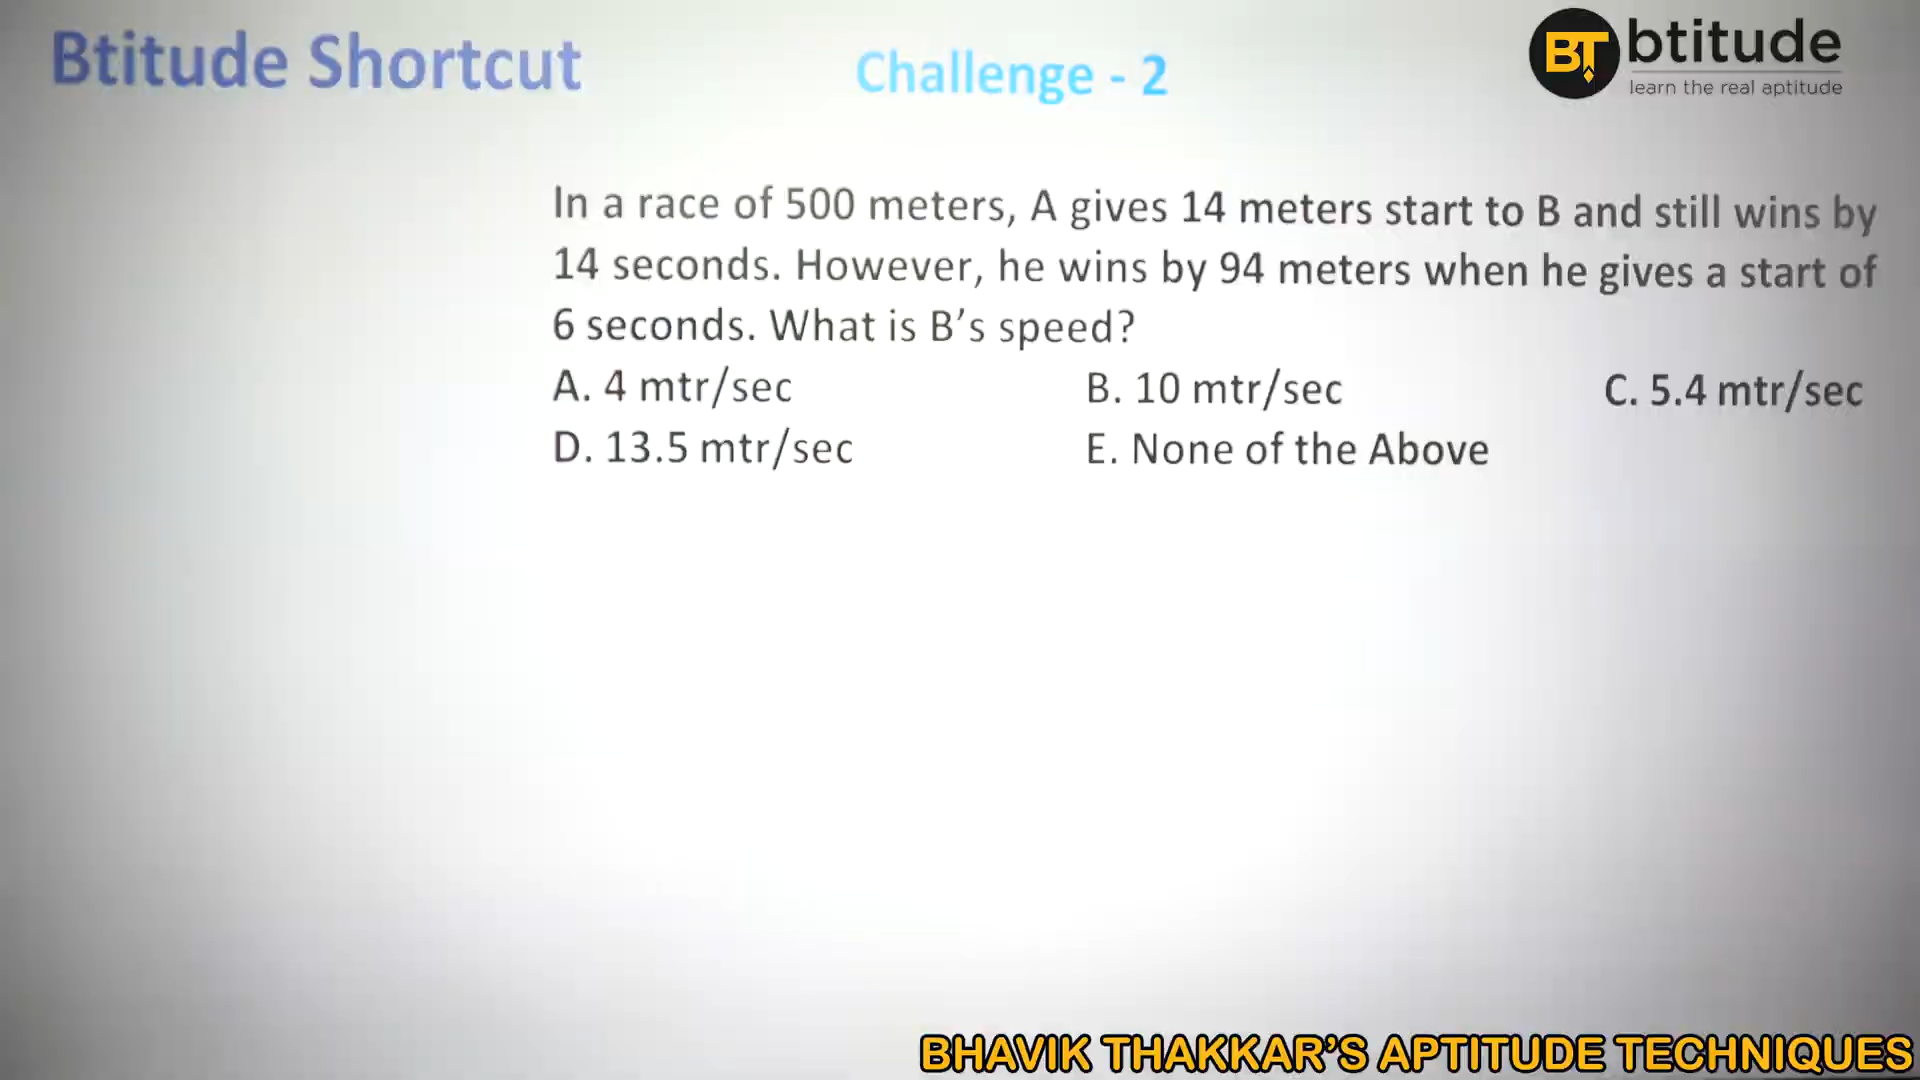 Btitude Shortcut
Challenge - 2
BT btitude
learn the real aptitude
In a race of 500 meters, A gives 14 meters start to B and still wins by
14 seconds. However, he wins by 94 meters when he gives a start of
6 seconds. What is B’s speed?
A. 4 mtr/sec B. 10 mtr/sec C. 5.4 mtr/sec
D. 13.5 mtr/sec E. None of the Above
BHAVIK THAKKAR’S APTITUDE TECHNIQUES